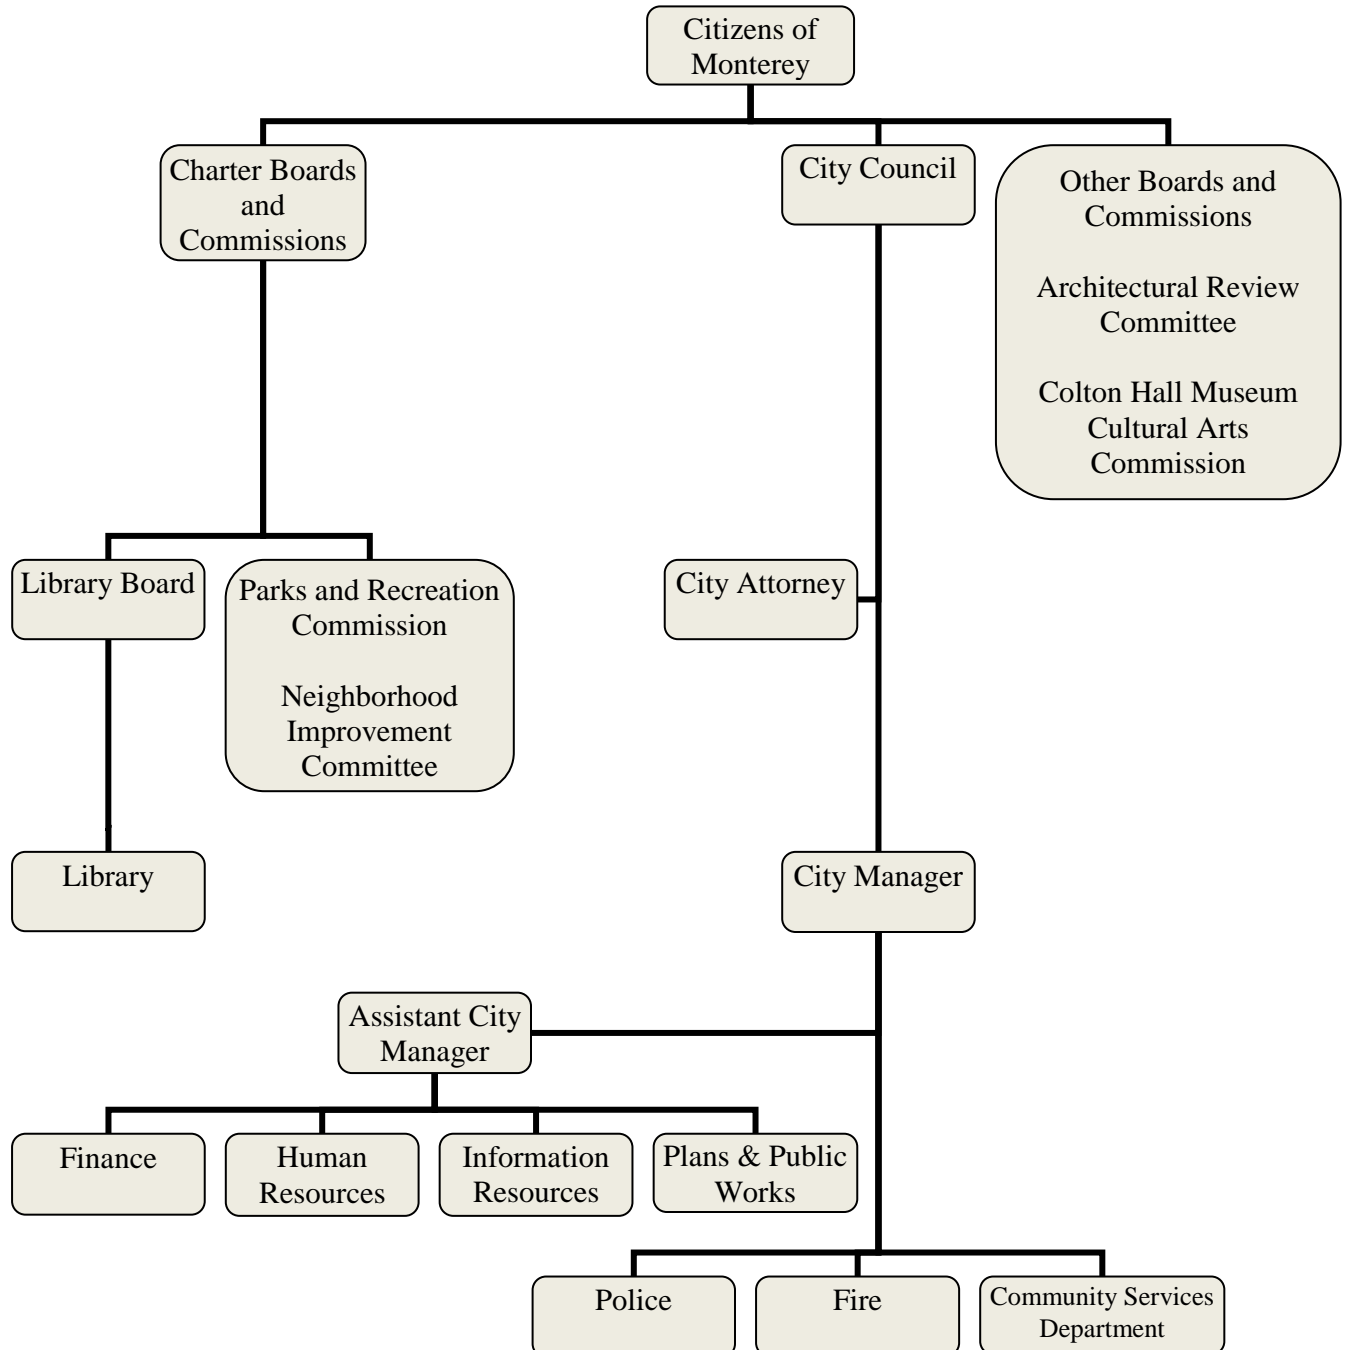 Citizens of
Monterey
Charter Boards
and
Commissions
City Council
Other Boards and
Commissions
Architectural Review
Committee
Colton Hall Museum
Cultural Arts
Commission
Library Board
Parks and Recreation
Commission
Neighborhood
Improvement
Committee
City Attorney
Library
City Manager
Assistant City
Manager
Finance
Human
Resources
Information
Resources
Plans & Public
Works
Police
Fire
Community Services
Department